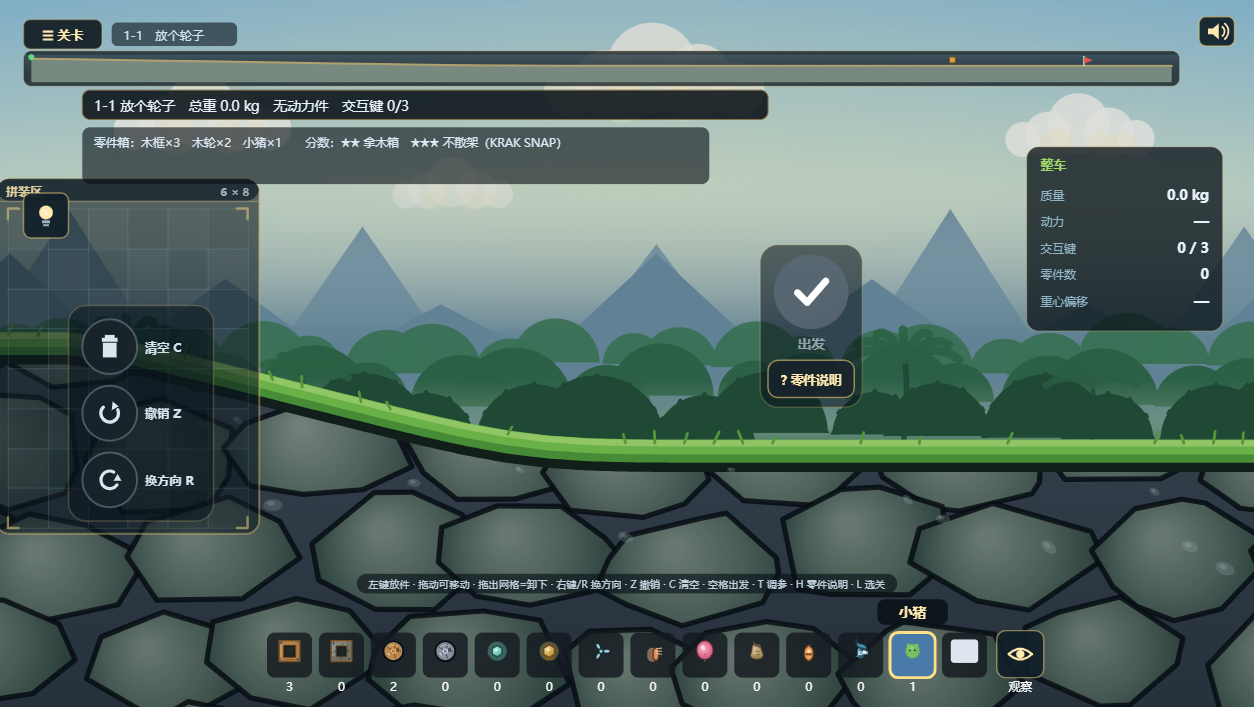 ☰ 关卡
1-1 放个轮子
1-1 放个轮子 总重 0.0 kg 无动力件 交互键 0/3
零件箱：木框×3 木轮×2 小猪×1 分数：★★ 拿木箱 ★★★ 不散架（KRAK SNAP）
拼装区
6 × 8
整车
质量 0.0 kg
动力 —
交互键 0 / 3
零件数 0
重心偏移 —
清空 C
撤销 Z
换方向 R
出发
? 零件说明
左键放件 · 拖动可移动 · 拖出网格=卸下 · 右键/R 换方向 · Z 撤销 · C 清空 · 空格出发 · T 调参 · H 零件说明 · L 选关
小猪
3 0 2 0 0 0 0 0 0 0 0 0 1 观察